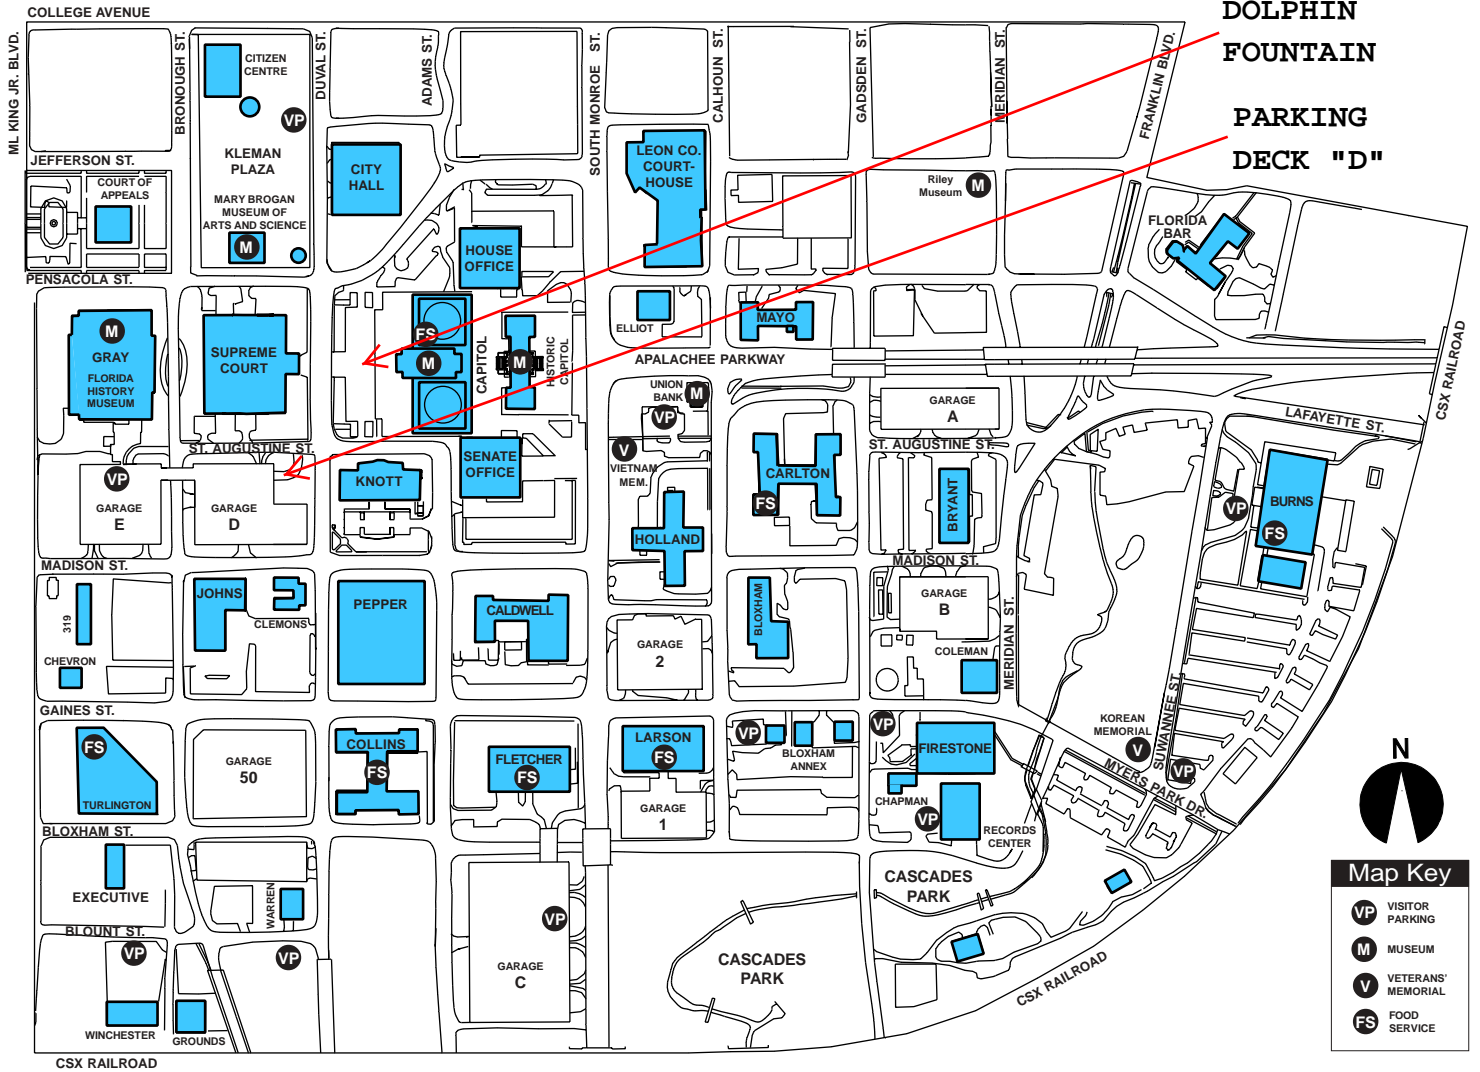 COLLEGE AVENUE
DOLPHIN
FOUNTAIN
PARKING
DECK "D"
ML KING JR. BLVD.
BRONOUGH ST.
DUVAL ST.
ADAMS ST.
SOUTH MONROE ST.
CALHOUN ST.
GADSDEN ST.
MERIDIAN ST.
FRANKLIN BLVD.
CITIZEN
CENTRE
VP
KLEMAN
PLAZA
MARY BROGAN
MUSEUM OF
ARTS AND SCIENCE
M
JEFFERSON ST.
COURT OF
APPEALS
CITY
HALL
LEON CO.
COURT-
HOUSE
Riley
Museum
M
FLORIDA
BAR
HOUSE
OFFICE
PENSACOLA ST.
M
GRAY
FLORIDA
HISTORY
MUSEUM
SUPREME
COURT
FS
M
CAPITOL
M
HISTORIC
CAPITOL
ELLIOT
MAYO
APALACHEE PARKWAY
CSX RAILROAD
UNION
BANK
M
VP
GARAGE
A
LAFAYETTE ST.
ST. AUGUSTINE ST.
ST. AUGUSTINE ST.
V
VIETNAM
MEM.
SENATE
OFFICE
KNOTT
CARLTON
FS
BRYANT
VP
GARAGE
E
GARAGE
D
HOLLAND
VP
BURNS
FS
MADISON ST.
MADISON ST.
319
JOHNS
CLEMONS
PEPPER
CALDWELL
BLOXHAM
GARAGE
B
MERIDIAN ST.
CHEVRON
GARAGE
2
COLEMAN
SUWANNEE ST.
GAINES ST.
FS
TURLINGTON
GARAGE
50
COLLINS
FS
FLETCHER
FS
LARSON
FS
GARAGE
1
VP
BLOXHAM
ANNEX
VP
FIRESTONE
CHAPMAN
VP
RECORDS
CENTER
KOREAN
MEMORIAL
V
VP
MYERS PARK DR.
BLOXHAM ST.
EXECUTIVE
WARREN
BLOUNT ST.
VP
VP
WINCHESTER
GROUNDS
VP
GARAGE
C
CASCADES
PARK
CASCADES
PARK
CSX RAILROAD
CSX RAILROAD
N
Map Key
VP VISITOR
PARKING
M MUSEUM
V VETERANS'
MEMORIAL
FS FOOD
SERVICE